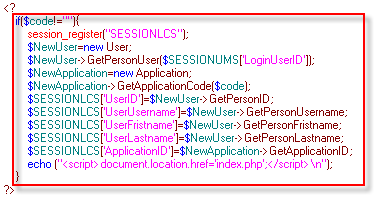 <?
if($code!=""){
session_register("SESSIONLCS");
$NewUser=new User;
$NewUser->GetPersonUser($SESSIONUMS['LoginUserID']);
$NewApplication=new Application;
$NewApplication->GetApplicationCode($code);
$SESSIONLCS['UserID']=$NewUser->GetPersonID;
$SESSIONLCS['UserUsername']=$NewUser->GetPersonUsername;
$SESSIONLCS['UserFristname']=$NewUser->GetPersonFristname;
$SESSIONLCS['UserLastname']=$NewUser->GetPersonLastname;
$SESSIONLCS['ApplicationID']=$NewApplication->GetApplicationID;
echo ("<script> document.location.href='index.php';</script> \n");
}
?>